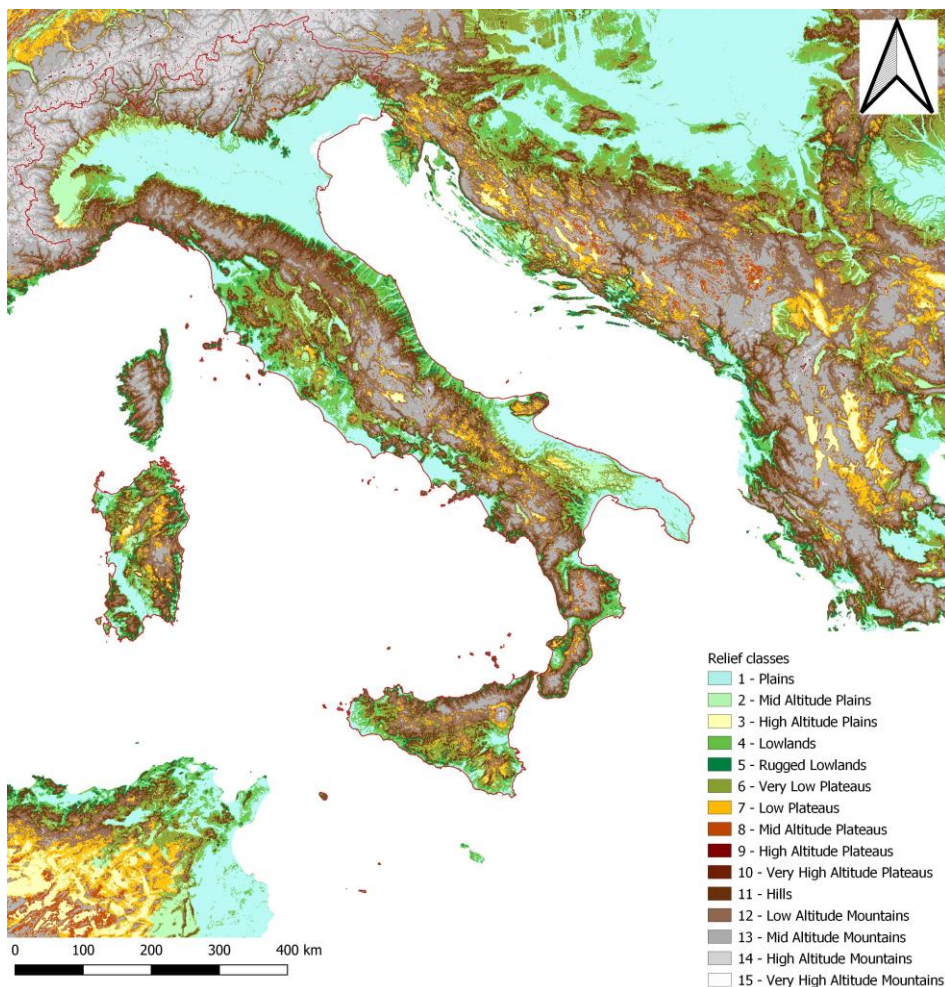 Relief classes
1 - Plains
2 - Mid Altitude Plains
3 - High Altitude Plains
4 - Lowlands
5 - Rugged Lowlands
6 - Very Low Plateaus
7 - Low Plateaus
8 - Mid Altitude Plateaus
9 - High Altitude Plateaus
10 - Very High Altitude Plateaus
11 - Hills
12 - Low Altitude Mountains
13 - Mid Altitude Mountains
14 - High Altitude Mountains
15 - Very High Altitude Mountains
0 100 200 300 400 km